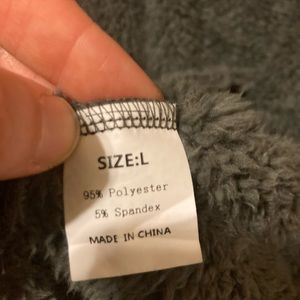 SIZE:L
95% Polyester
5% Spandex
MADE IN CHINA